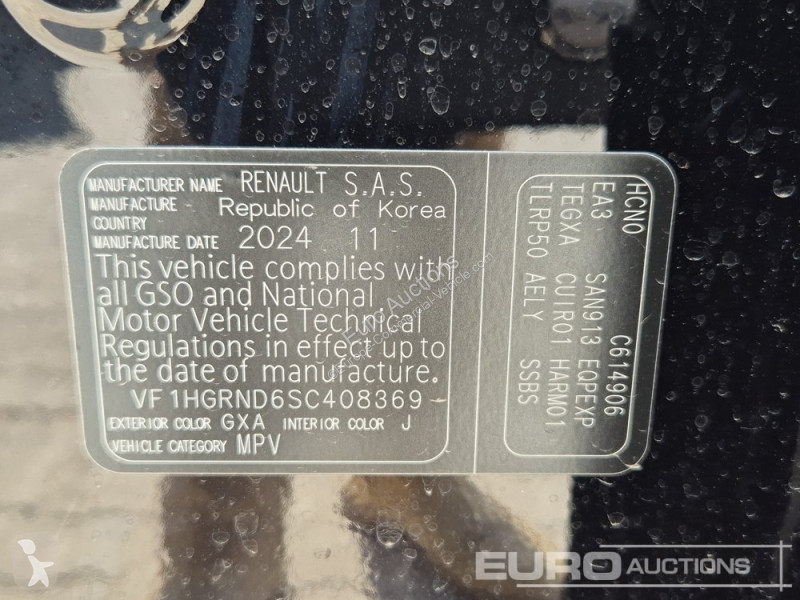 MANUFACTURER NAME RENAULT S.A.S.
MANUFACTURE COUNTRY - Republic of Korea
MANUFACTURE DATE 2024 11
This vehicle complies with
all GSO and National
Motor Vehicle Technical
Regulations in effect up to
the date of manufacture.
VF1HGRND6SC408369
EXTERIOR COLOR GXA INTERIOR COLOR J
VEHICLE CATEGORY MPV
HCNO C614906
EA3 SAN913 EQPEXP
TEGXA CUIR01 HARM01
TLRP50 AELY SSBS
Euro Auctions
EURO AUCTIONS